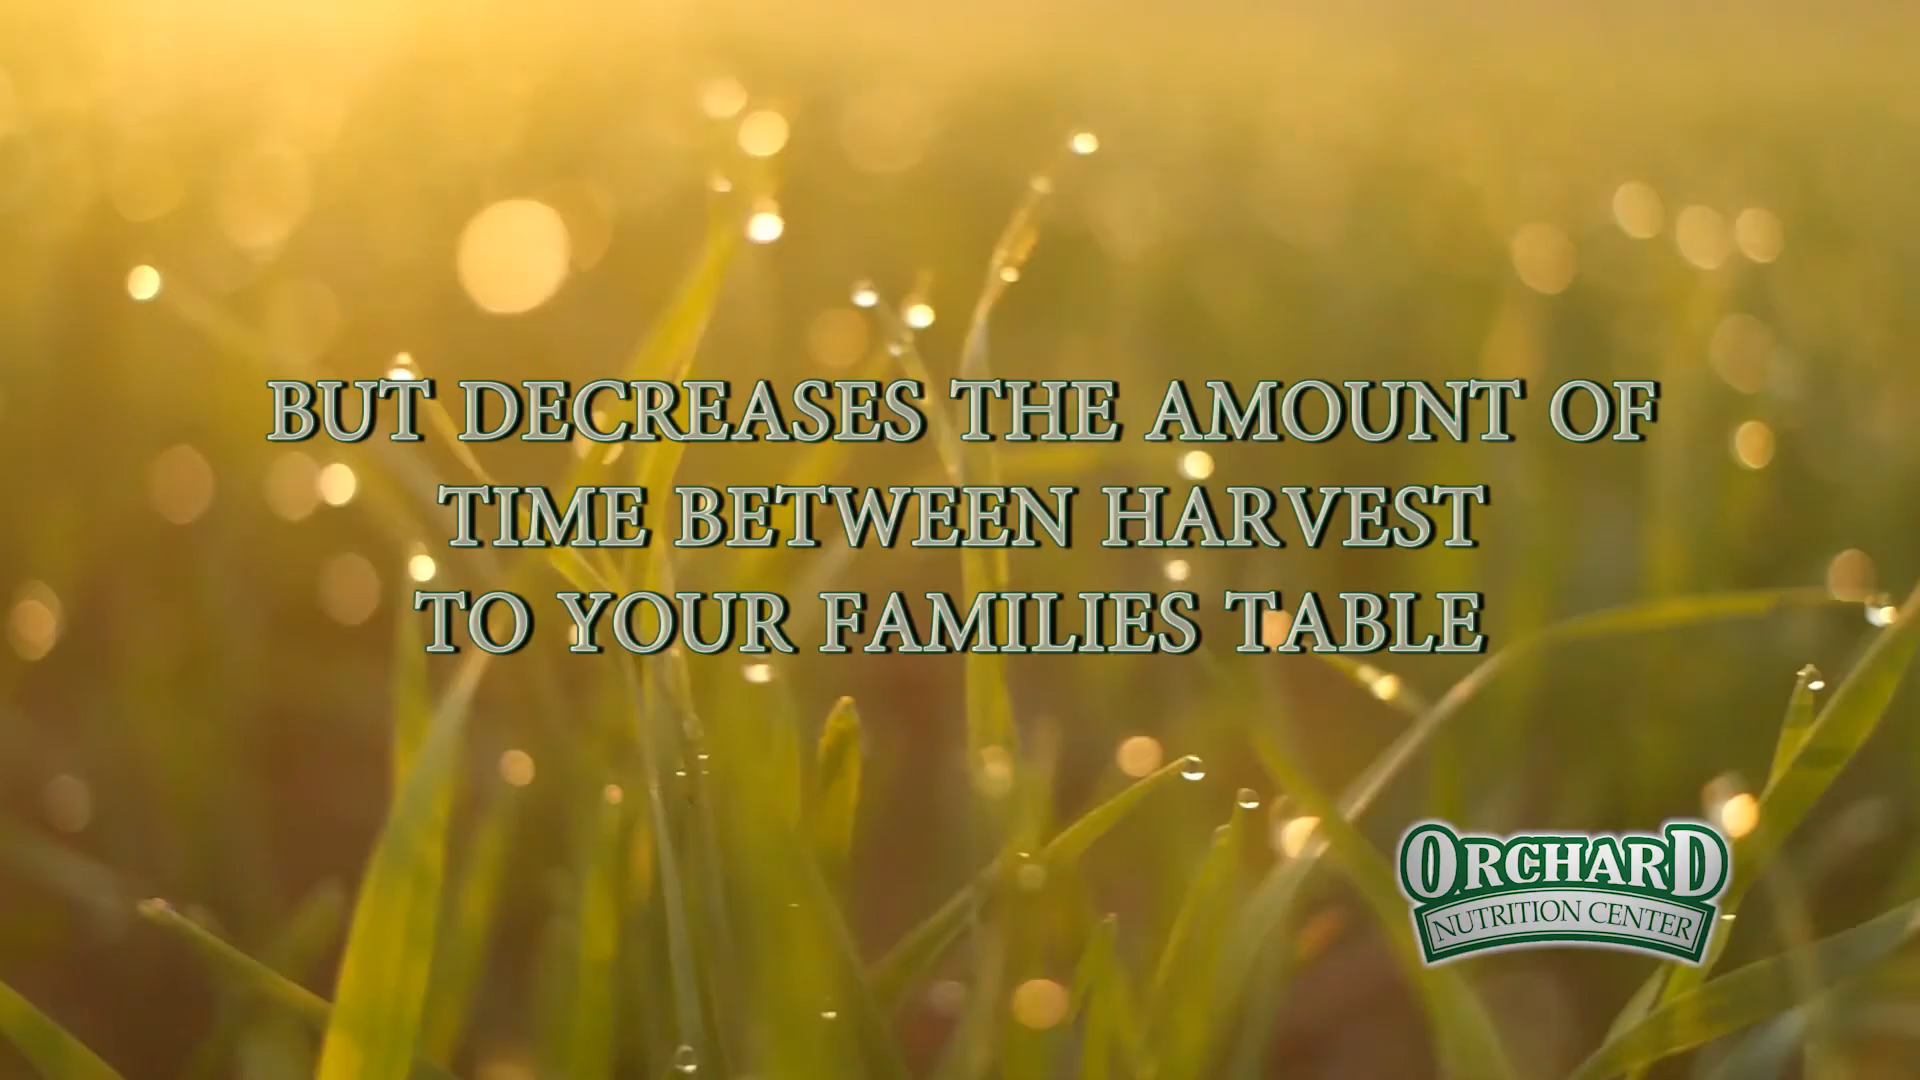 BUT DECREASES THE AMOUNT OF
TIME BETWEEN HARVEST
TO YOUR FAMILIES TABLE
ORCHARD
NUTRITION CENTER